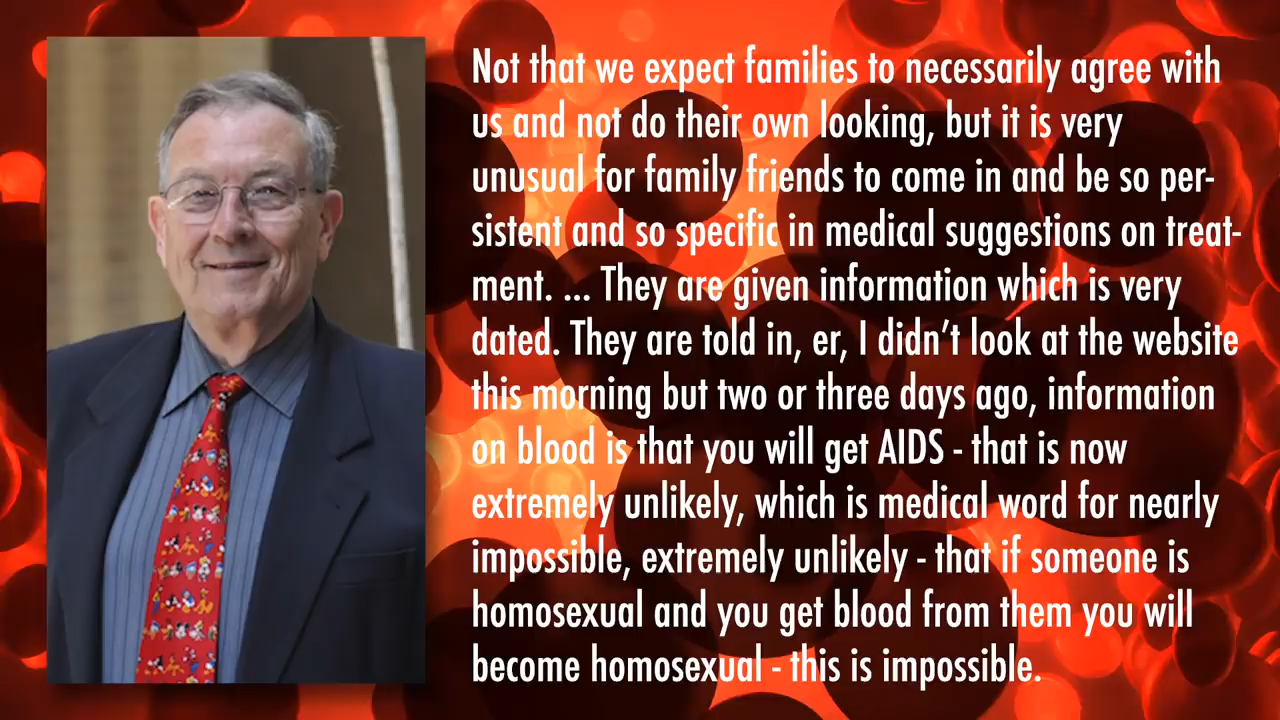 Not that we expect families to necessarily agree with
us and not do their own looking, but it is very
unusual for family friends to come in and be so per-
sistent and so specific in medical suggestions on treat-
ment. ... They are given information which is very
dated. They are told in, er, I didn’t look at the website
this morning but two or three days ago, information
on blood is that you will get AIDS - that is now
extremely unlikely, which is medical word for nearly
impossible, extremely unlikely - that if someone is
homosexual and you get blood from them you will
become homosexual - this is impossible.